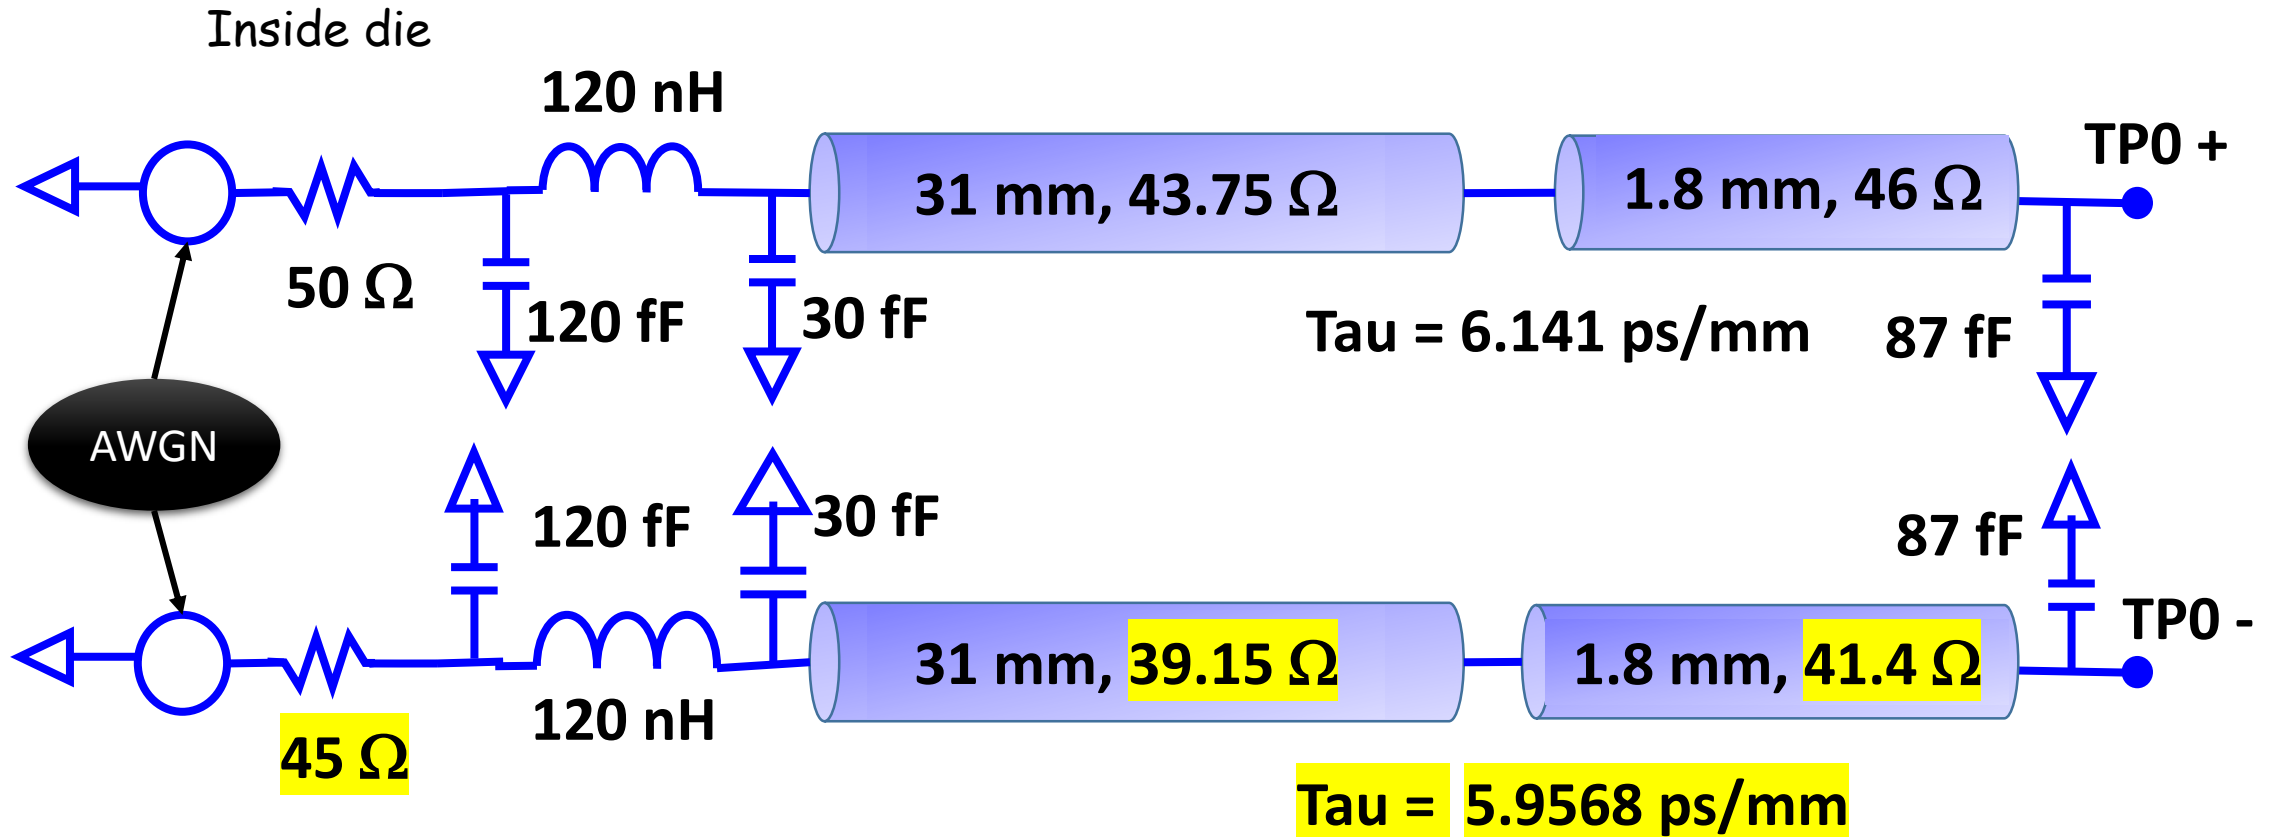 Inside die
120 nH
31 mm, 43.75 Ω
1.8 mm, 46 Ω
TP0 +
50 Ω
120 fF
30 fF
Tau = 6.141 ps/mm
87 fF
AWGN
120 fF
30 fF
87 fF
45 Ω
120 nH
31 mm, 39.15 Ω
1.8 mm, 41.4 Ω
TP0 -
Tau = 5.9568 ps/mm